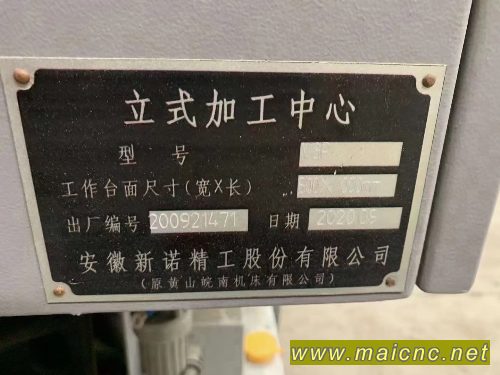 立式加工中心
型 号
工作台面尺寸(宽X长)
出厂编号 200921471 日期 2020.09
安徽新诺精工股份有限公司
(原黄山皖南机床有限公司)
www.maicnc.net